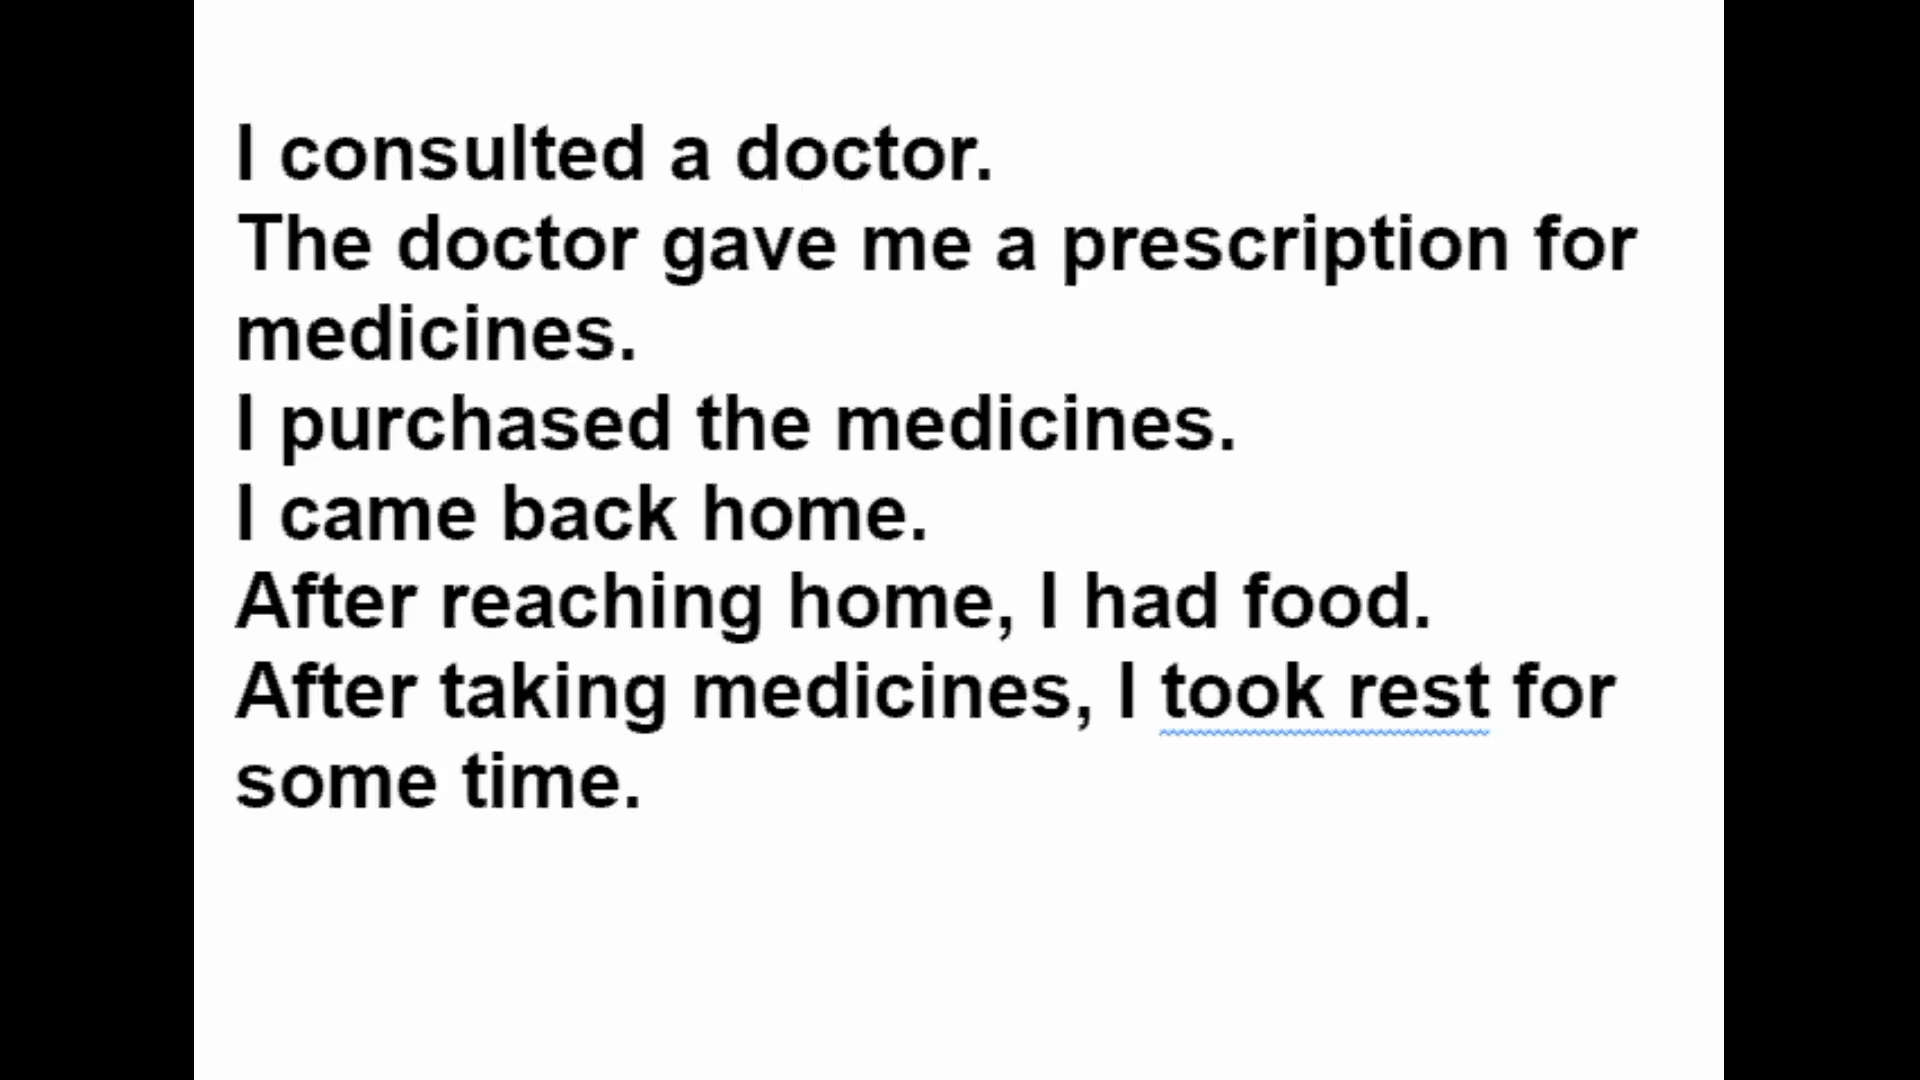 I consulted a doctor.
The doctor gave me a prescription for
medicines.
I purchased the medicines.
I came back home.
After reaching home, I had food.
After taking medicines, I took rest for
some time.